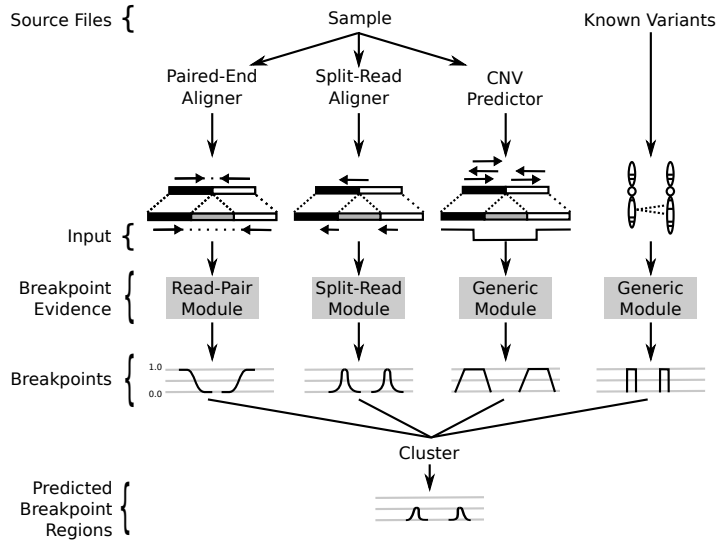 Source Files
Sample
Known Variants
Paired-End
Aligner
Split-Read
Aligner
CNV
Predictor
Input
Breakpoint
Evidence
Read-Pair
Module
Split-Read
Module
Generic
Module
Generic
Module
Breakpoints
1.0
0.0
Cluster
Predicted
Breakpoint
Regions